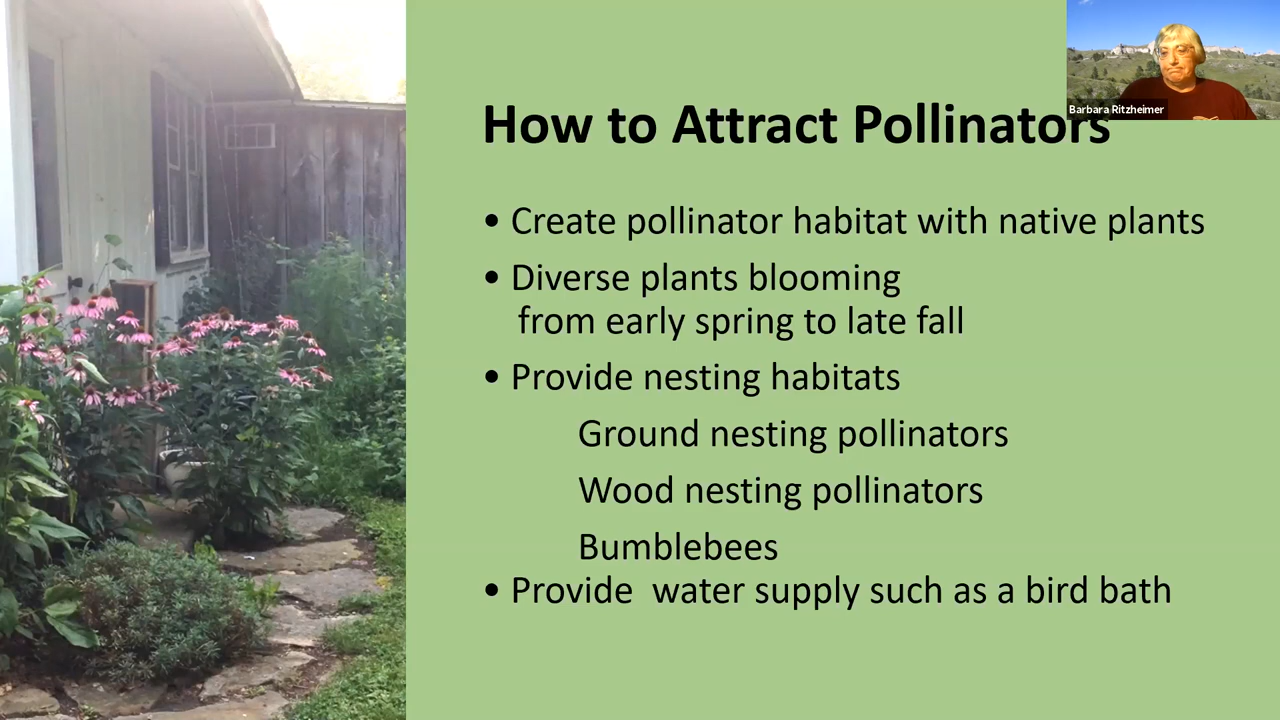 Barbara Ritzheimer
How to Attract Pollinators
• Create pollinator habitat with native plants
• Diverse plants blooming
from early spring to late fall
• Provide nesting habitats
Ground nesting pollinators
Wood nesting pollinators
Bumblebees
• Provide  water supply such as a bird bath